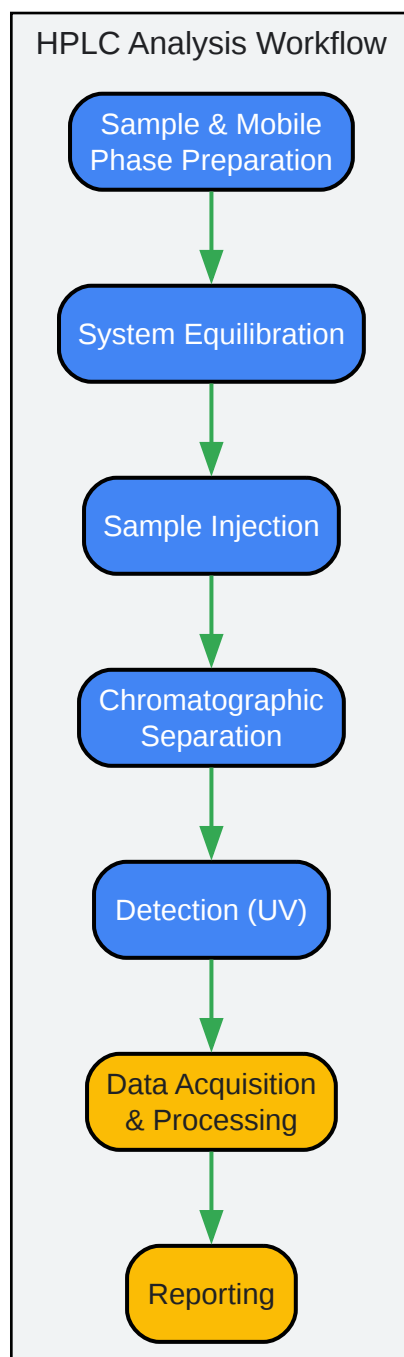 HPLC Analysis Workflow
Sample & Mobile
Phase Preparation
System Equilibration
Sample Injection
Chromatographic
Separation
Detection (UV)
Data Acquisition
& Processing
Reporting